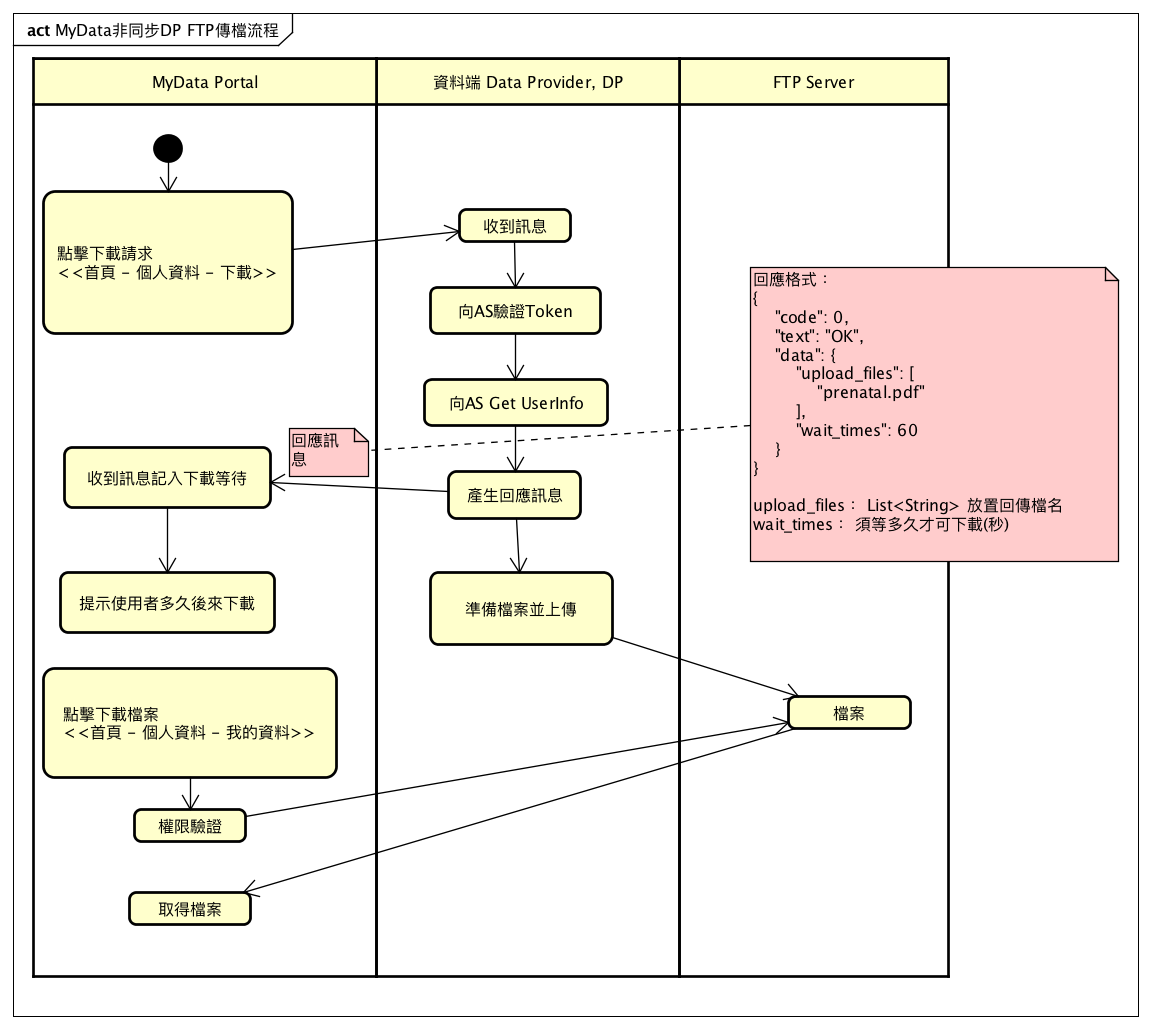 act MyData非同步DP FTP傳檔流程
MyData Portal
資料端 Data Provider, DP
FTP Server
點擊下載請求
<<首頁 – 個人資料 – 下載>>
收到訊息
向AS驗證Token
向AS Get UserInfo
回應格式：
{
"code": 0,
"text": "OK",
"data": {
"upload_files": [
"prenatal.pdf"
],
"wait_times": 60
}
}
upload_files： List<String> 放置回傳檔名
wait_times： 須等多久才可下載(秒)
回應訊
息
收到訊息記入下載等待
產生回應訊息
提示使用者多久後來下載
準備檔案並上傳
點擊下載檔案
<<首頁 – 個人資料 – 我的資料>>
檔案
權限驗證
取得檔案